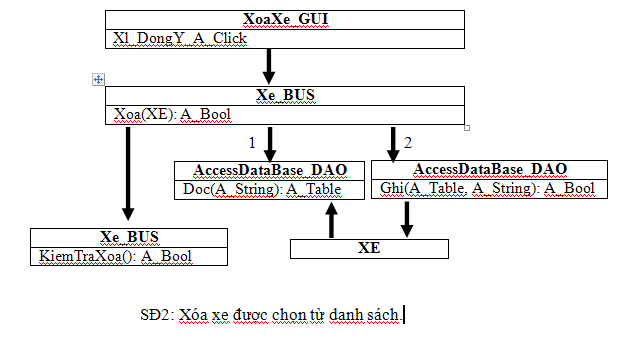 XoaXe_GUI
Xl_DongY_A_Click
Xe_BUS
Xoa(XE): A_Bool
1
2
AccessDataBase_DAO
Doc(A_String): A_Table
AccessDataBase_DAO
Ghi(A_Table, A_String): A_Bool
Xe_BUS
KiemTraXoa(): A_Bool
XE
SĐ2: Xóa xe được chọn từ danh sách.